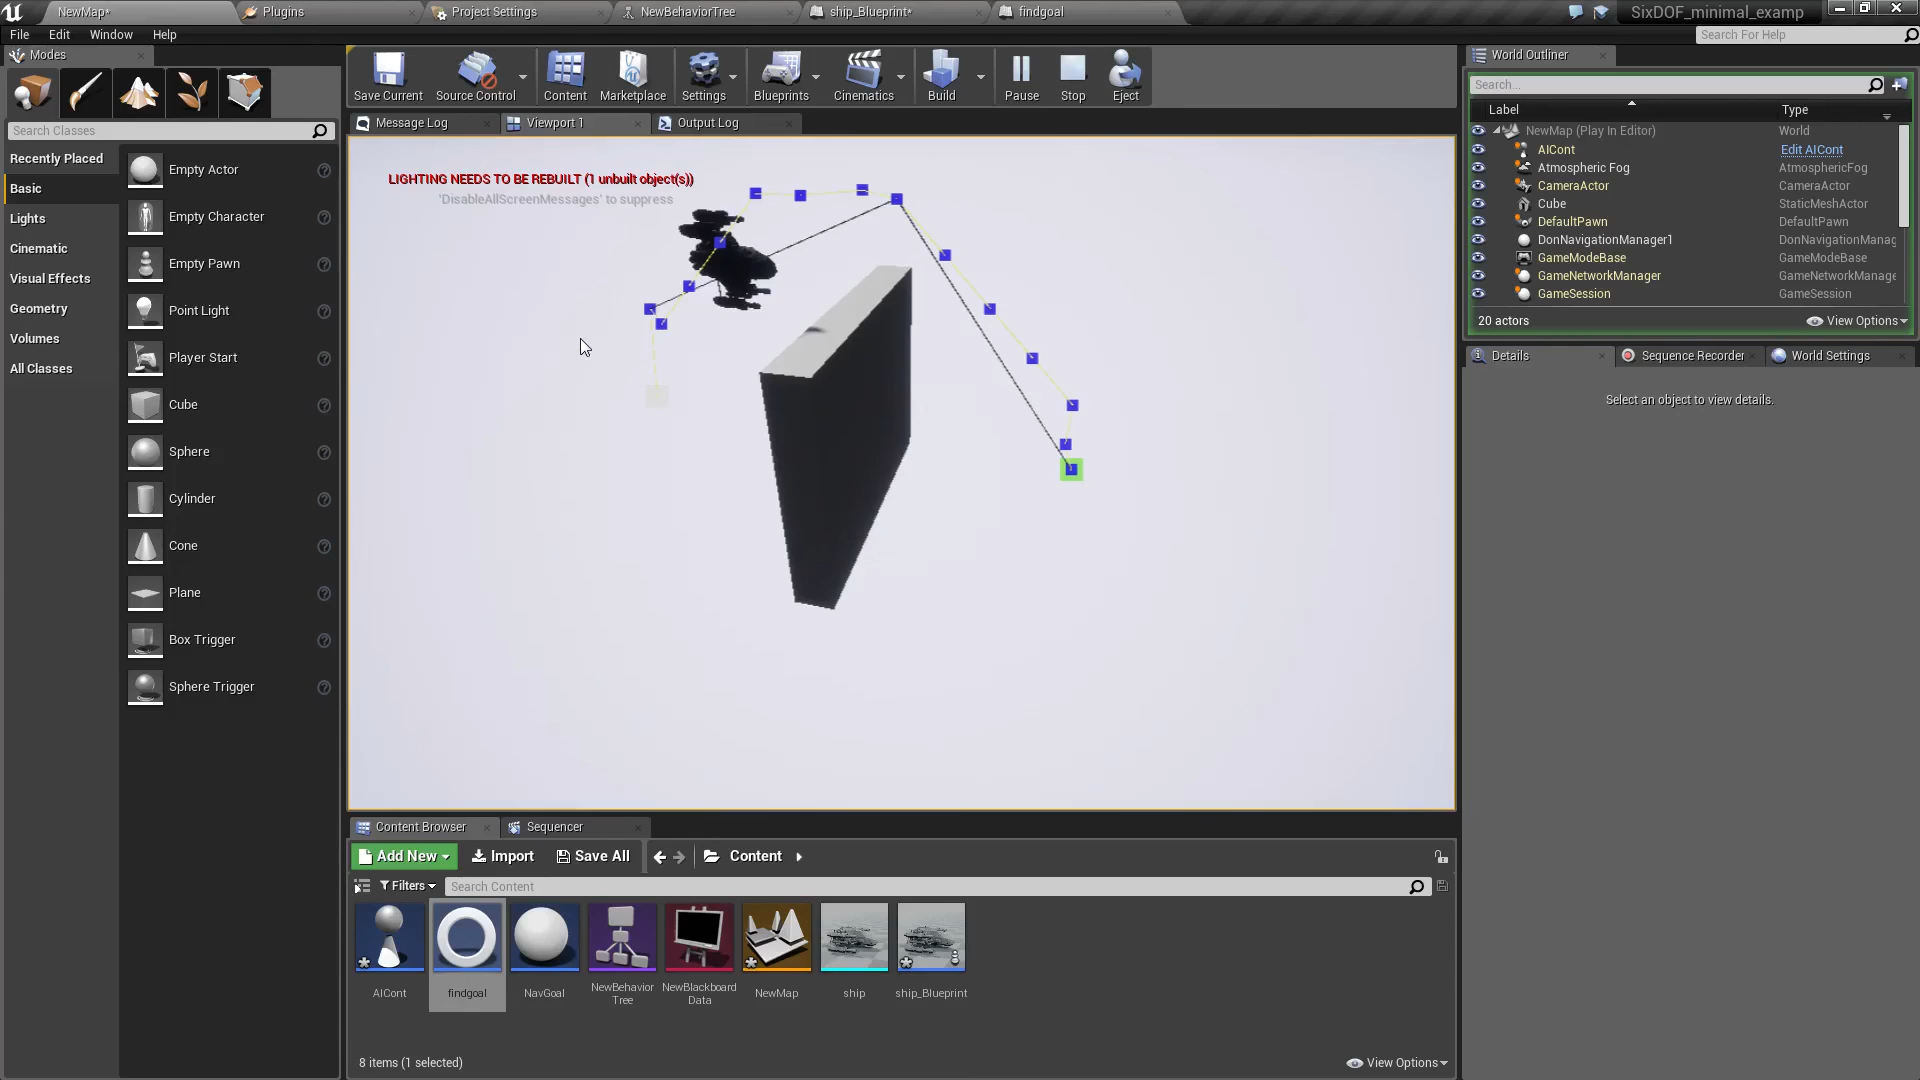 NewMap*
Plugins
Project Settings
NewBehaviorTree
ship_Blueprint*
findgoal
SixDOF_minimal_examp
File Edit Window Help
Search For Help
Modes
Search Classes
Recently Placed
Basic
Lights
Cinematic
Visual Effects
Geometry
Volumes
All Classes
Empty Actor
Empty Character
Empty Pawn
Point Light
Player Start
Cube
Sphere
Cylinder
Cone
Plane
Box Trigger
Sphere Trigger
Save Current
Source Control
Content
Marketplace
Settings
Blueprints
Cinematics
Build
Pause
Stop
Eject
Message Log
Viewport 1
Output Log
LIGHTING NEEDS TO BE REBUILT (1 unbuilt object(s))
'DisableAllScreenMessages' to suppress
Content Browser
Sequencer
Add New
Import
Save All
Content
Filters
Search Content
AICont
findgoal
NavGoal
NewBehavior
Tree
NewBlackboard
Data
NewMap
ship
ship_Blueprint
8 items (1 selected)
View Options
World Outliner
Search...
Label Type
NewMap (Play In Editor) World
AICont Edit AICont
Atmospheric Fog AtmosphericFog
CameraActor CameraActor
Cube StaticMeshActor
DefaultPawn DefaultPawn
DonNavigationManager1 DonNavigationManag
GameModeBase GameModeBase
GameNetworkManager GameNetworkManage
GameSession GameSession
20 actors
View Options
Details
Sequence Recorder
World Settings
Select an object to view details.